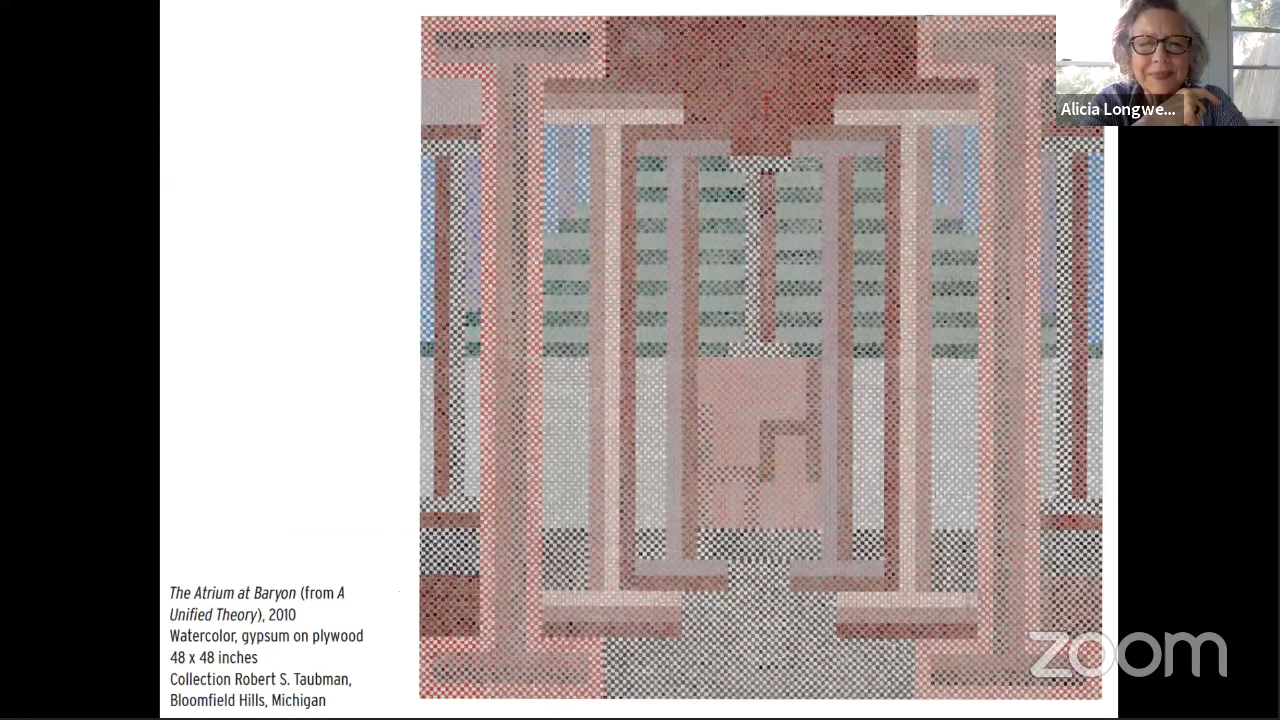 Alicia Longwe...
The Atrium at Baryon (from A
Unified Theory), 2010
Watercolor, gypsum on plywood
48 x 48 inches
Collection Robert S. Taubman,
Bloomfield Hills, Michigan
zoom